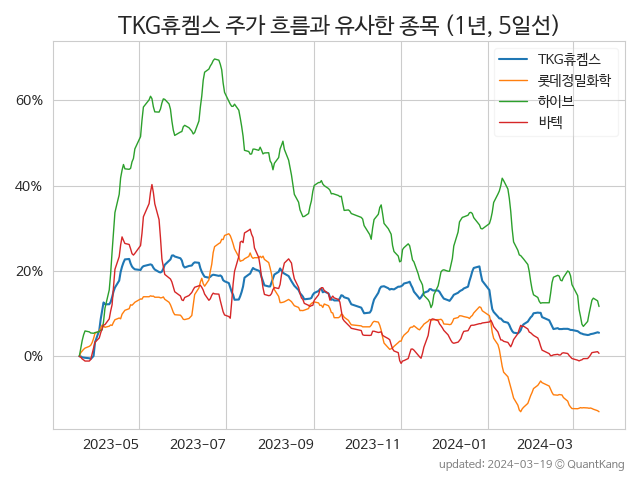 TKG휴켐스 주가 흐름과 유사한 종목 (1년, 5일선)
TKG휴켐스
롯데정밀화학
하이브
바텍
60%
40%
20%
0%
2023-05 2023-07 2023-09 2023-11 2024-01 2024-03
updated: 2024-03-19 © QuantKang